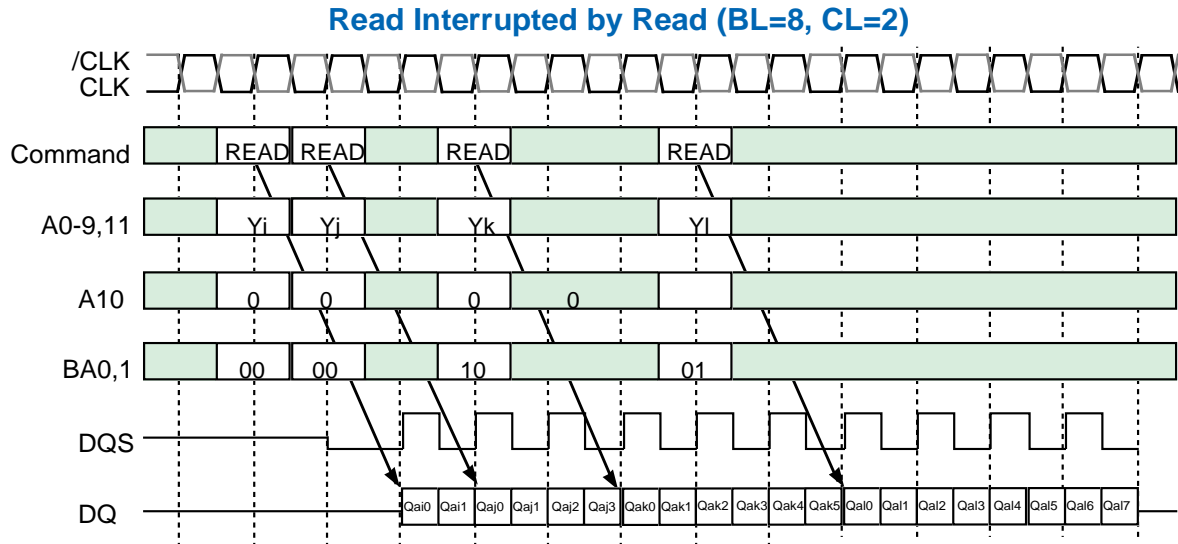 Read Interrupted by Read (BL=8, CL=2)
/CLK
CLK
Command READ READ READ READ
A0-9,11 Yi Yj Yk Yl
A10 0 0 0 0
BA0,1 00 00 10 01
DQS
DQ Qai0 Qai1 Qaj0 Qaj1 Qaj2 Qaj3 Qak0 Qak1 Qak2 Qak3 Qak4 Qak5 Qal0 Qal1 Qal2 Qal3 Qal4 Qal5 Qal6 Qal7